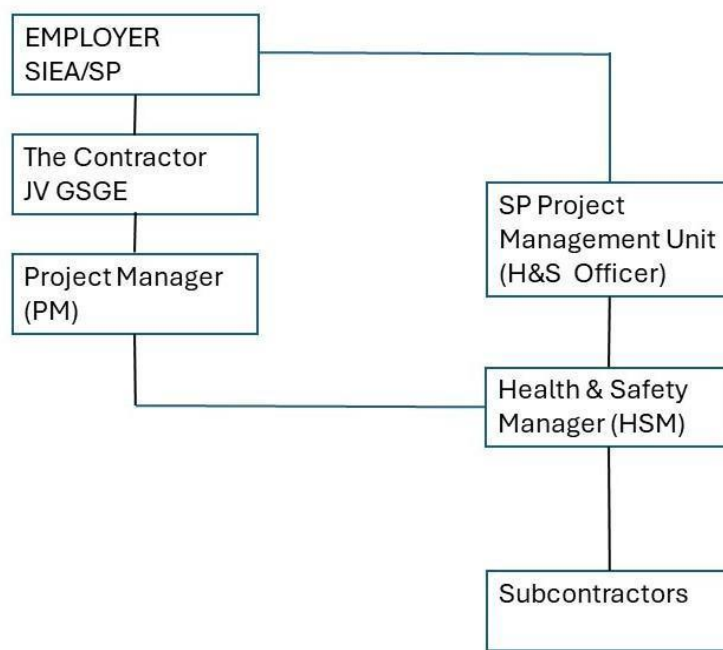 EMPLOYER
SIEA/SP
The Contractor
JV GSGE
Project Manager
(PM)
SP Project
Management Unit
(H&S Officer)
Health & Safety
Manager (HSM)
Subcontractors